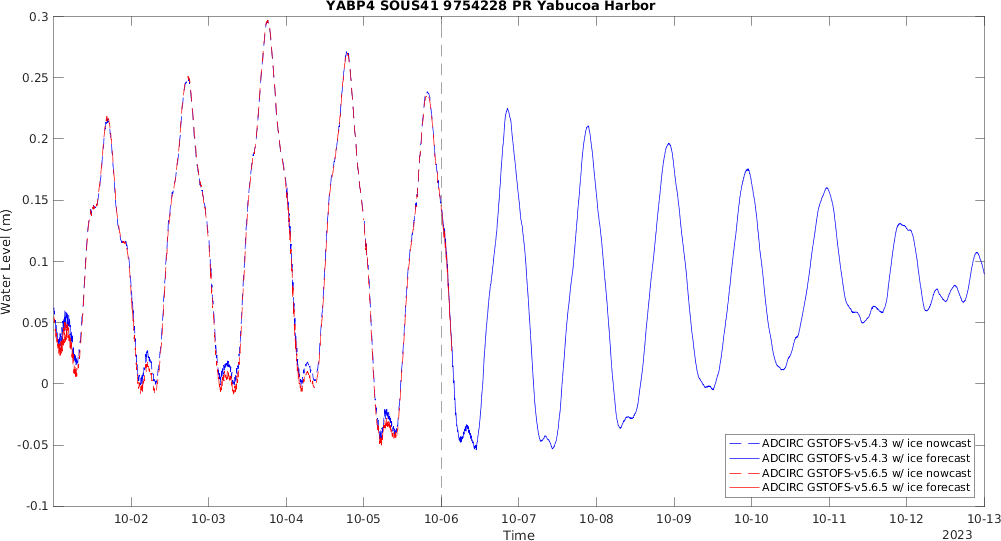 YABP4 SOUS41 9754228 PR Yabucoa Harbor
0.3
0.25
0.2
0.15
0.1
0.05
0
-0.05
-0.1
Water Level (m)
10-02 10-03 10-04 10-05 10-06 10-07 10-08 10-09 10-10 10-11 10-12 10-13
Time
2023
ADCIRC GSTOFS-v5.4.3 w/ ice nowcast
ADCIRC GSTOFS-v5.4.3 w/ ice forecast
ADCIRC GSTOFS-v5.6.5 w/ ice nowcast
ADCIRC GSTOFS-v5.6.5 w/ ice forecast